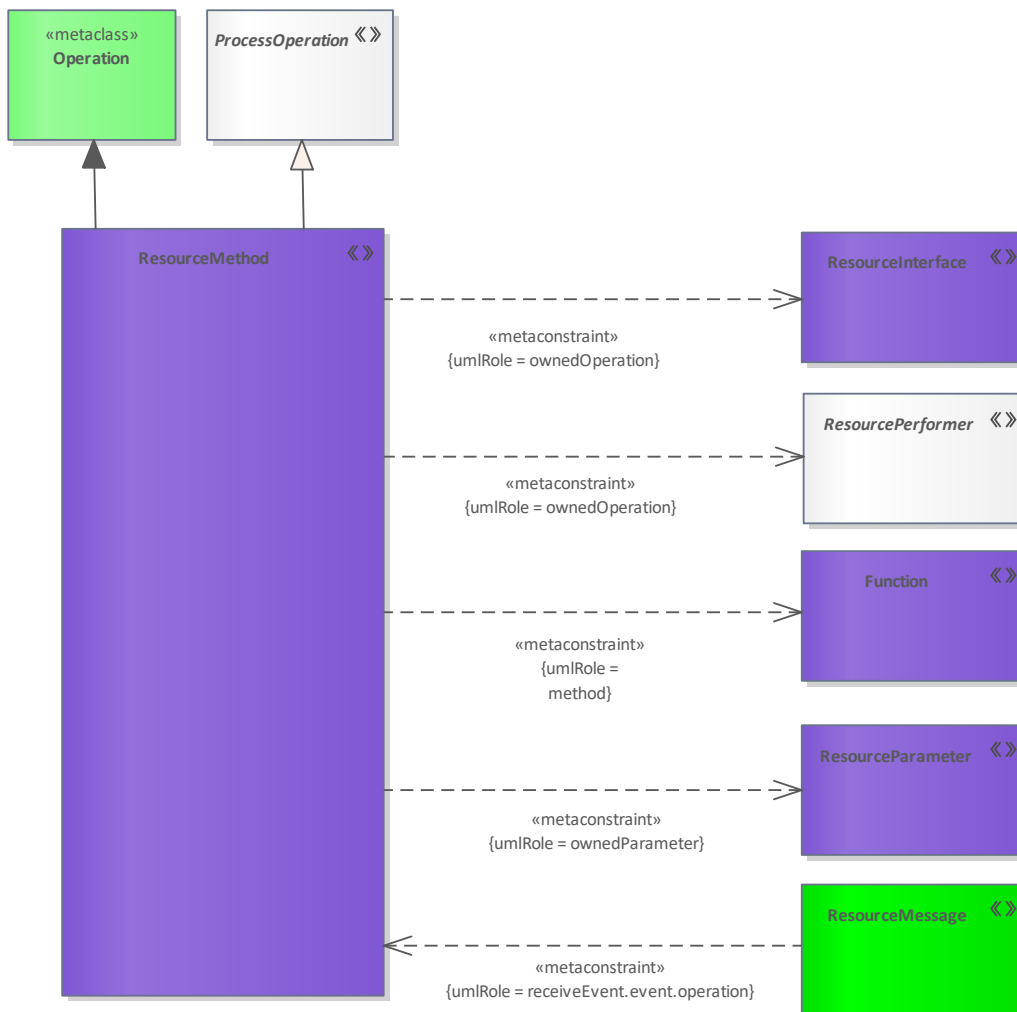 «metaclass»
Operation
ProcessOperation «»
ResourceMethod «»
ResourceInterface «»
«metaconstraint»
{umlRole = ownedOperation}
ResourcePerformer «»
«metaconstraint»
{umlRole = ownedOperation}
Function «»
«metaconstraint»
{umlRole =
method}
ResourceParameter «»
«metaconstraint»
{umlRole = ownedParameter}
ResourceMessage «»
«metaconstraint»
{umlRole = receiveEvent.event.operation}